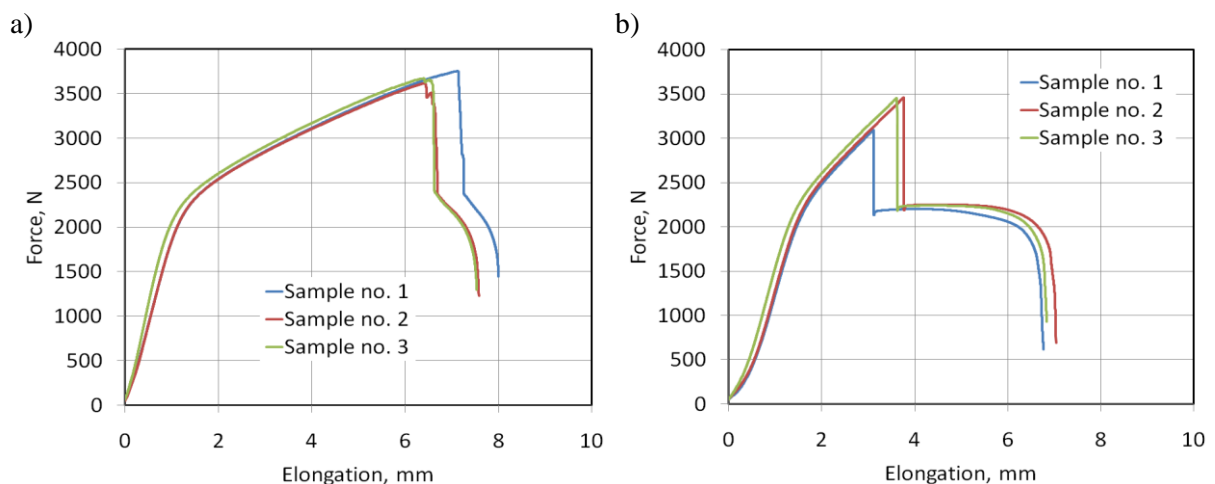 a)
4000
3500
3000
2500
2000
1500
1000
500
0
Force, N
Sample no. 1
Sample no. 2
Sample no. 3
0 2 4 6 8 10
Elongation, mm
b)
4000
3500
3000
2500
2000
1500
1000
500
0
Force, N
Sample no. 1
Sample no. 2
Sample no. 3
0 2 4 6 8 10
Elongation, mm